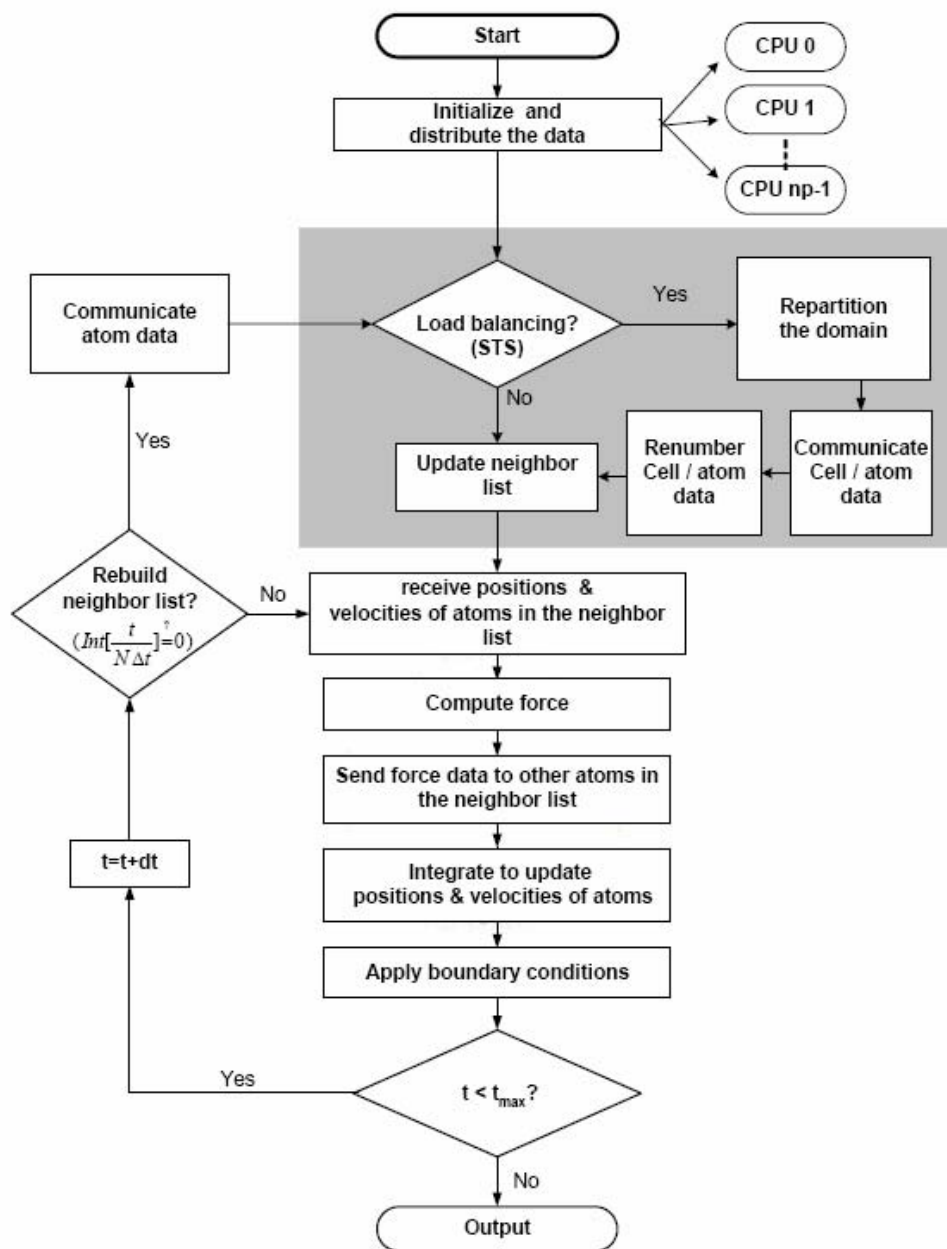 Start
CPU 0
Initialize and
distribute the data
CPU 1
CPU np-1
Communicate
atom data
Load balancing?
(STS)
Yes
Repartition
the domain
No
Update neighbor
list
Renumber
Cell / atom
data
Communicate
Cell / atom
data
Yes
Rebuild
neighbor list?
(Int[t/NΔt]≟0)
No
receive positions &
velocities of atoms in the neighbor
list
Compute force
Send force data to other atoms in
the neighbor list
t=t+dt
Integrate to update
positions & velocities of atoms
Apply boundary conditions
Yes
t < tmax?
No
Output